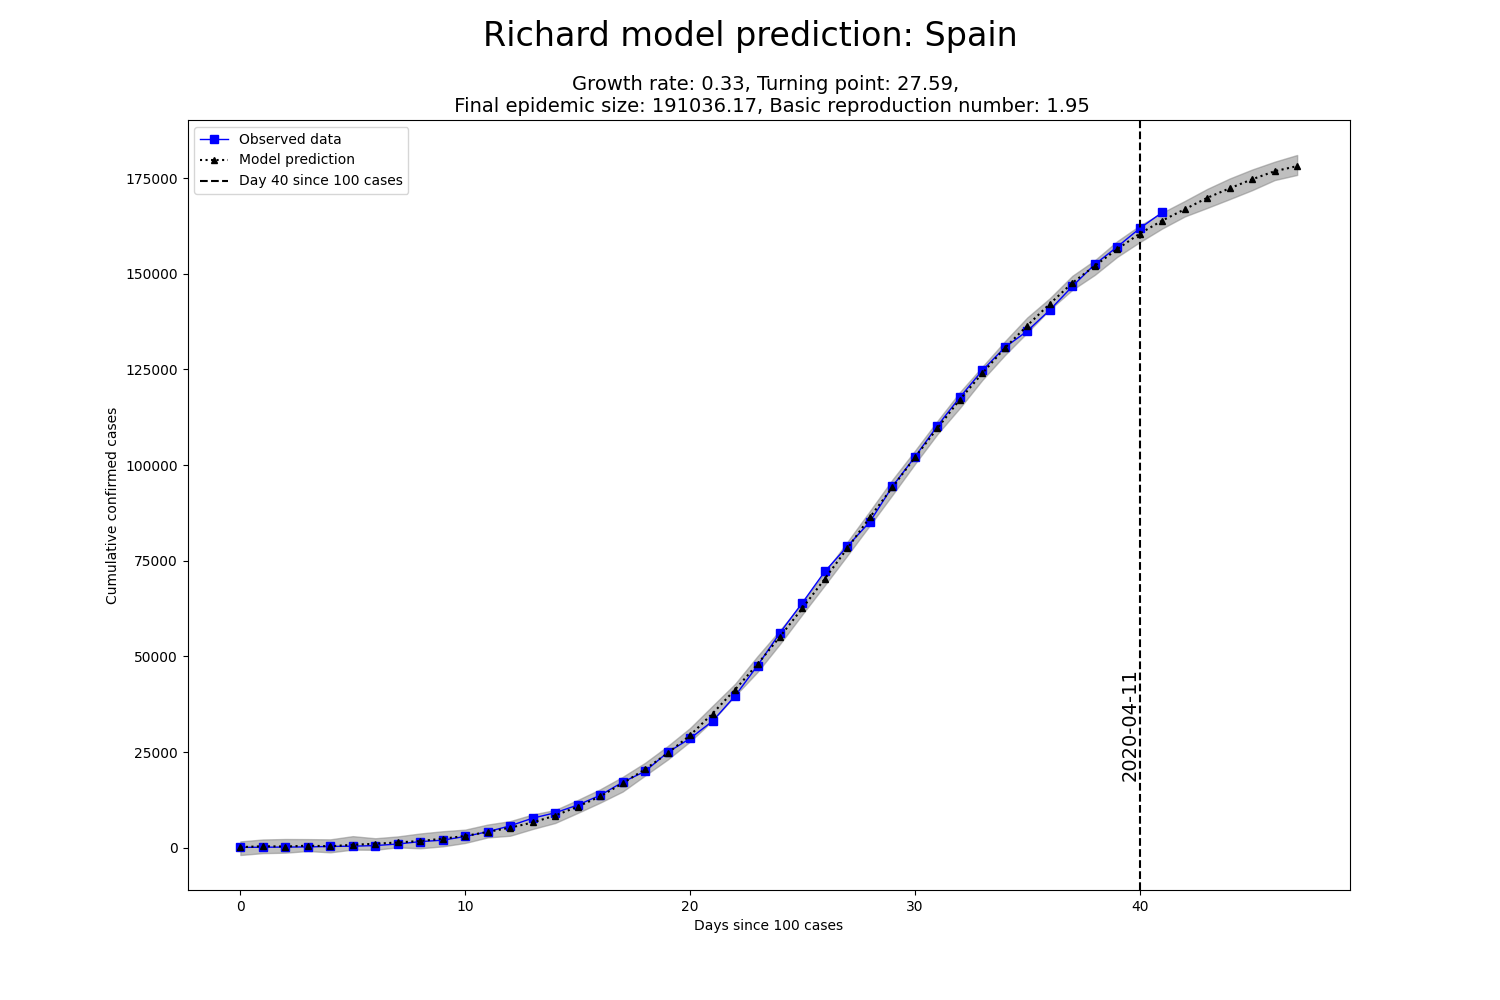 Richard model prediction: Spain
Growth rate: 0.33, Turning point: 27.59,
Final epidemic size: 191036.17, Basic reproduction number: 1.95
Observed data
Model prediction
Day 40 since 100 cases
175000
150000
125000
100000
75000
50000
25000
0
Cumulative confirmed cases
2020-04-11
0 10 20 30 40
Days since 100 cases